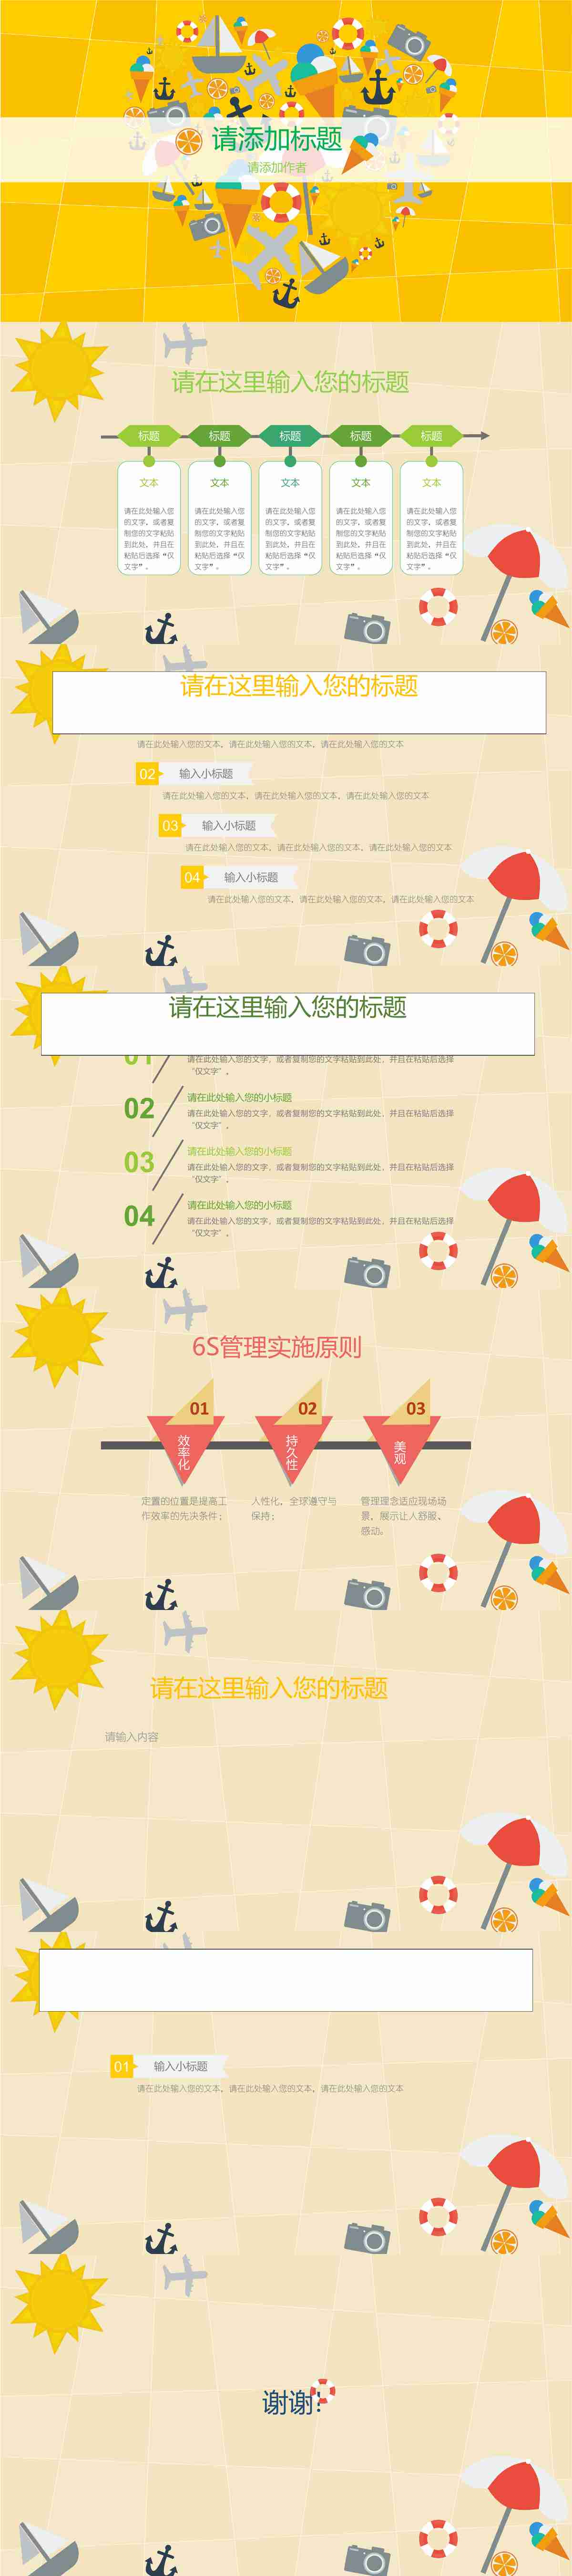 请添加标题
请添加作者
请在这里输入您的标题
标题 标题 标题 标题 标题
文本 文本 文本 文本 文本
请在此处输入您 请在此处输入您 请在此处输入您 请在此处输入您 请在此处输入您
的文字，或者复 的文字，或者复 的文字，或者复 的文字，或者复 的文字，或者复
制您的文字粘贴 制您的文字粘贴 制您的文字粘贴 制您的文字粘贴 制您的文字粘贴
到此处，并且在 到此处，并且在 到此处，并且在 到此处，并且在 到此处，并且在
粘贴后选择“仅 粘贴后选择“仅 粘贴后选择“仅 粘贴后选择“仅 粘贴后选择“仅
文字”。 文字”。 文字”。 文字”。 文字”。
请在这里输入您的标题
请在此处输入您的文本，请在此处输入您的文本，请在此处输入您的文本
02 输入小标题
请在此处输入您的文本，请在此处输入您的文本，请在此处输入您的文本
03 输入小标题
请在此处输入您的文本，请在此处输入您的文本，请在此处输入您的文本
04 输入小标题
请在此处输入您的文本，请在此处输入您的文本，请在此处输入您的文本
请在这里输入您的标题
请在此处输入您的文字，或者复制您的文字粘贴到此处，并且在粘贴后选择
“仅文字”。
02 请在此处输入您的小标题
请在此处输入您的文字，或者复制您的文字粘贴到此处，并且在粘贴后选择
“仅文字”。
03 请在此处输入您的小标题
请在此处输入您的文字，或者复制您的文字粘贴到此处，并且在粘贴后选择
“仅文字”。
04 请在此处输入您的小标题
请在此处输入您的文字，或者复制您的文字粘贴到此处，并且在粘贴后选择
“仅文字”。
6S管理实施原则
01 02 03
效率化 持久性 美观
定置的位置是提高工
作效率的先决条件；
人性化，全球遵守与
保持；
管理理念适应现场场
景，展示让人舒服、
感动。
请在这里输入您的标题
请输入内容
01 输入小标题
请在此处输入您的文本，请在此处输入您的文本，请在此处输入您的文本
谢谢！